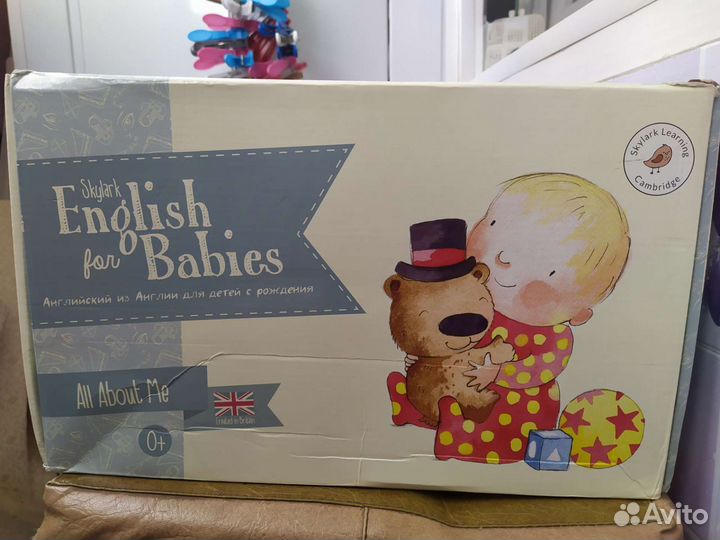 Skylark
English
for Babies
Английский из Англии для детей с рождения
All About Me
0+
Skylark Learning
Cambridge
Avito